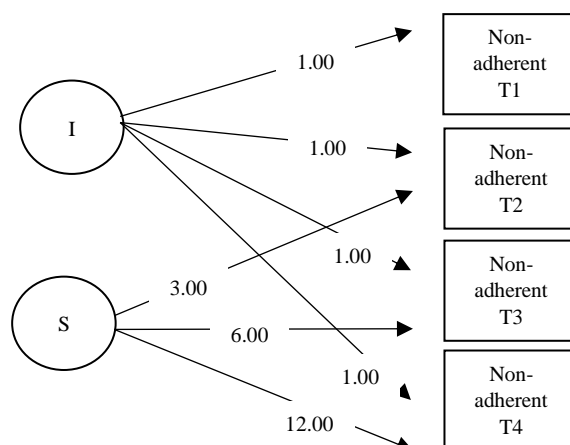 Non-
adherent
T1
1.00
I
1.00
Non-
adherent
T2
1.00
3.00
Non-
adherent
T3
S
6.00
1.00
Non-
adherent
T4
12.00